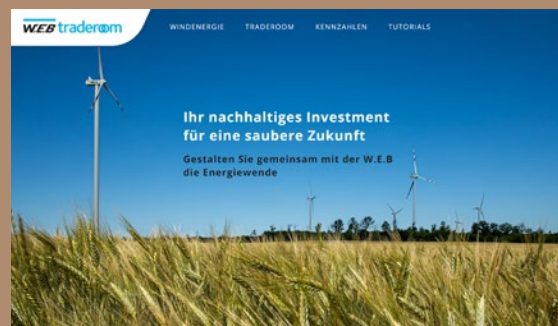 WEB traderoom
WINDENERGIE TRADEROOM KENNZAHLEN TUTORIALS
Ihr nachhaltiges Investment
für eine saubere Zukunft
Gestalten Sie gemeinsam mit der W.E.B
die Energiewende